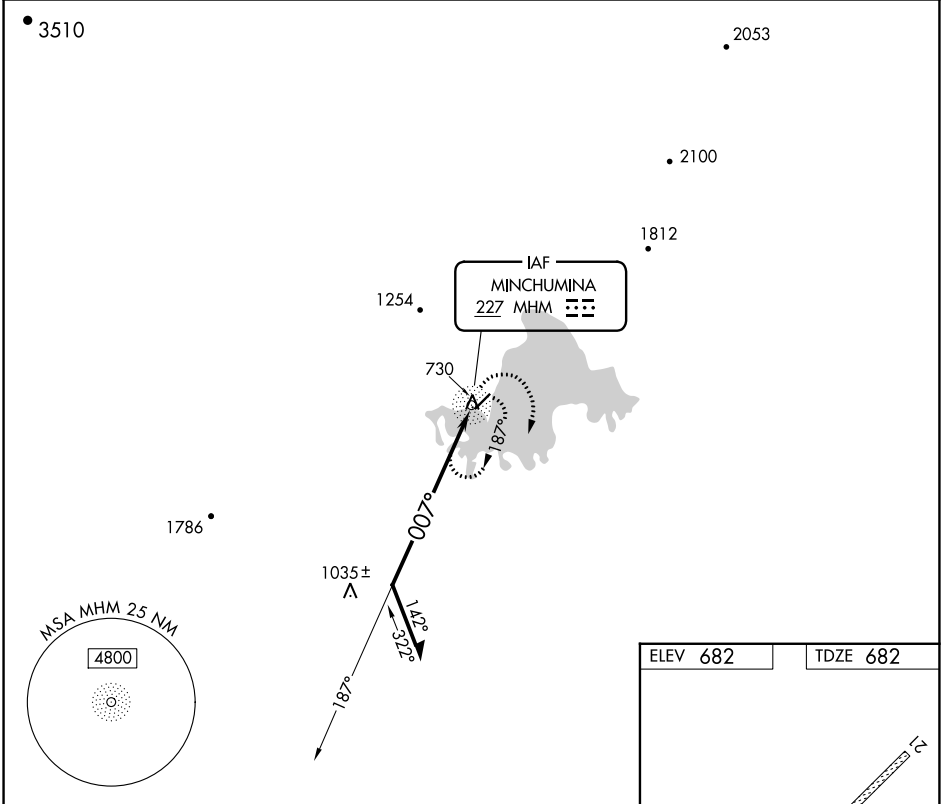 3510
2053
2100
1812
IAF
MINCHUMINA
227 MHM
1254
730
187°
007°
1786
1035±
142°
322°
MSA MHM 25 NM
4800
187°
ELEV 682
TDZE 682
21